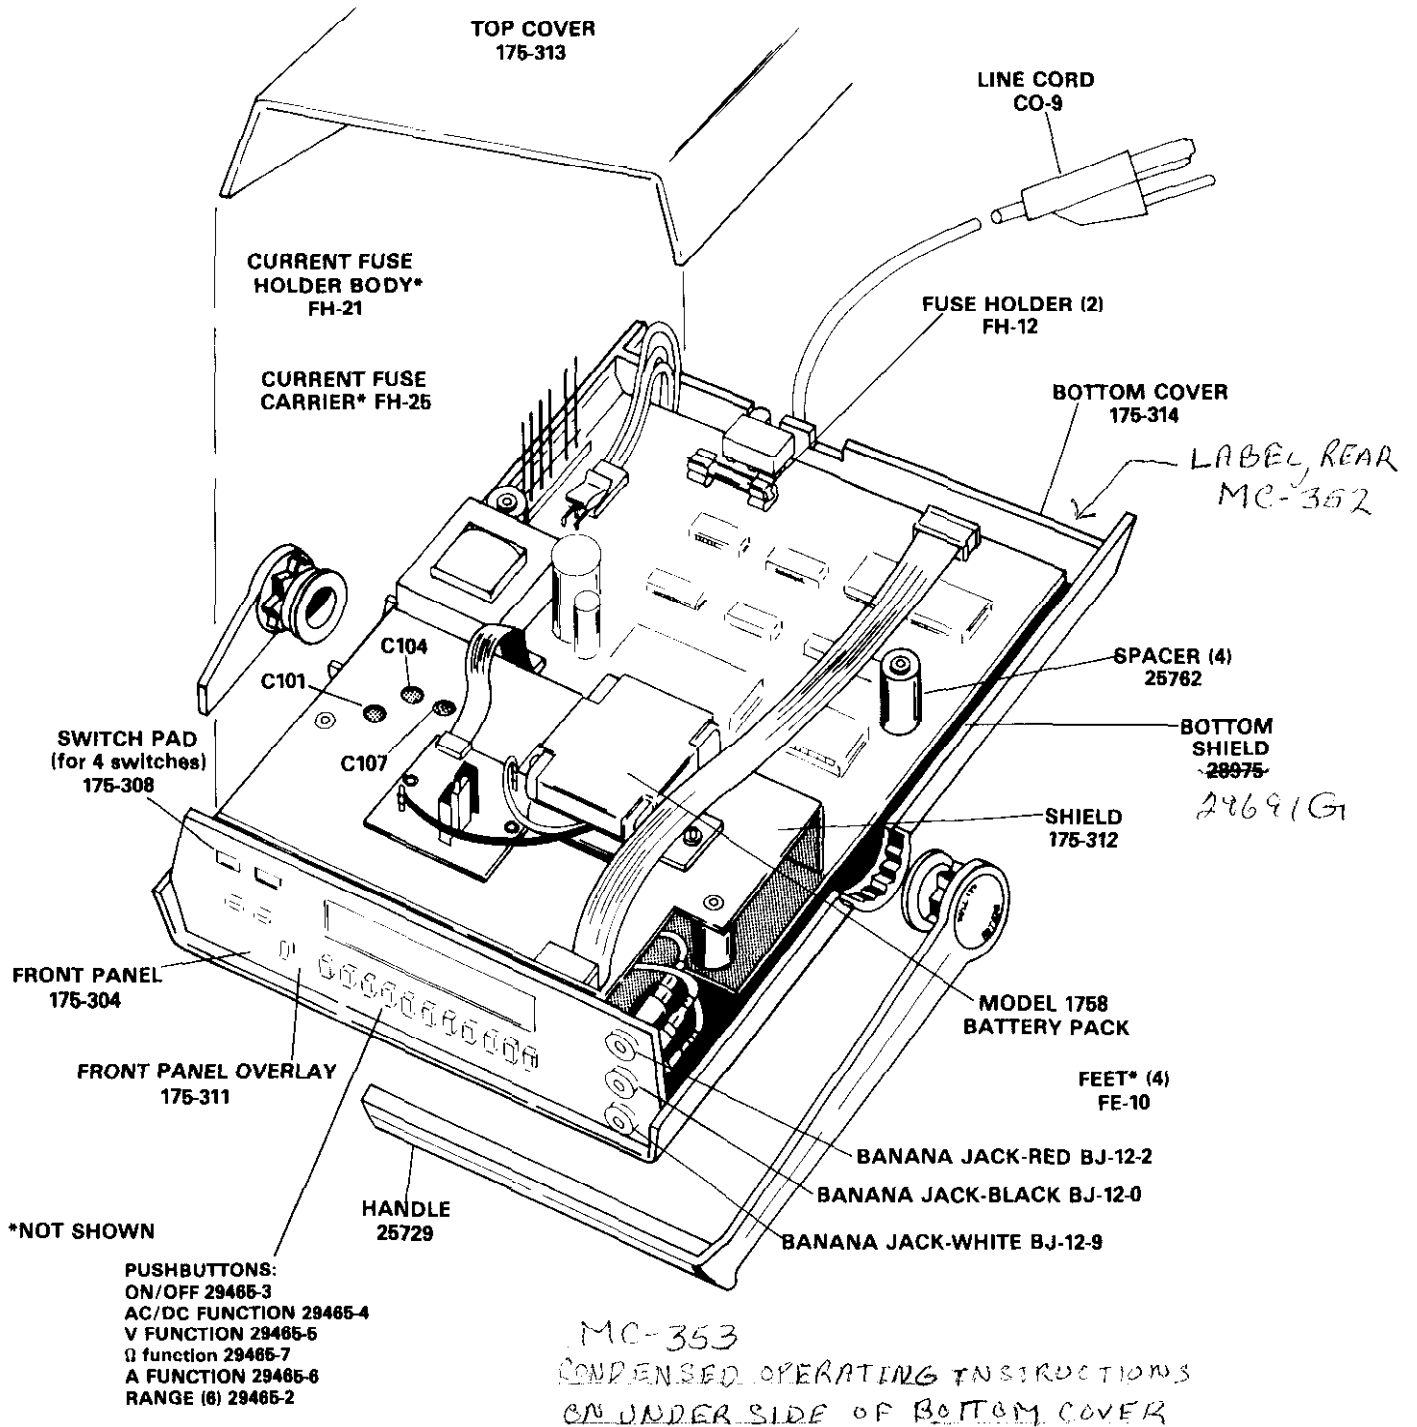 TOP COVER
175-313
LINE CORD
CO-9
CURRENT FUSE
HOLDER BODY*
FH-21
FUSE HOLDER (2)
FH-12
CURRENT FUSE
CARRIER* FH-25
BOTTOM COVER
175-314
LABEL, REAR
MC-352
C104
C101
C107
SPACER (4)
25762
SWITCH PAD
(for 4 switches)
175-308
BOTTOM
SHIELD
28975
29691G
SHIELD
175-312
FRONT PANEL
175-304
MODEL 1758
BATTERY PACK
FRONT PANEL OVERLAY
175-311
FEET* (4)
FE-10
BANANA JACK-RED BJ-12-2
BANANA JACK-BLACK BJ-12-0
BANANA JACK-WHITE BJ-12-9
HANDLE
25729
*NOT SHOWN
PUSHBUTTONS:
ON/OFF 29465-3
AC/DC FUNCTION 29465-4
V FUNCTION 29465-5
Ω function 29465-7
A FUNCTION 29465-6
RANGE (6) 29465-2
MC-353
CONDENSED OPERATING INSTRUCTIONS
ON UNDER SIDE OF BOTTOM COVER